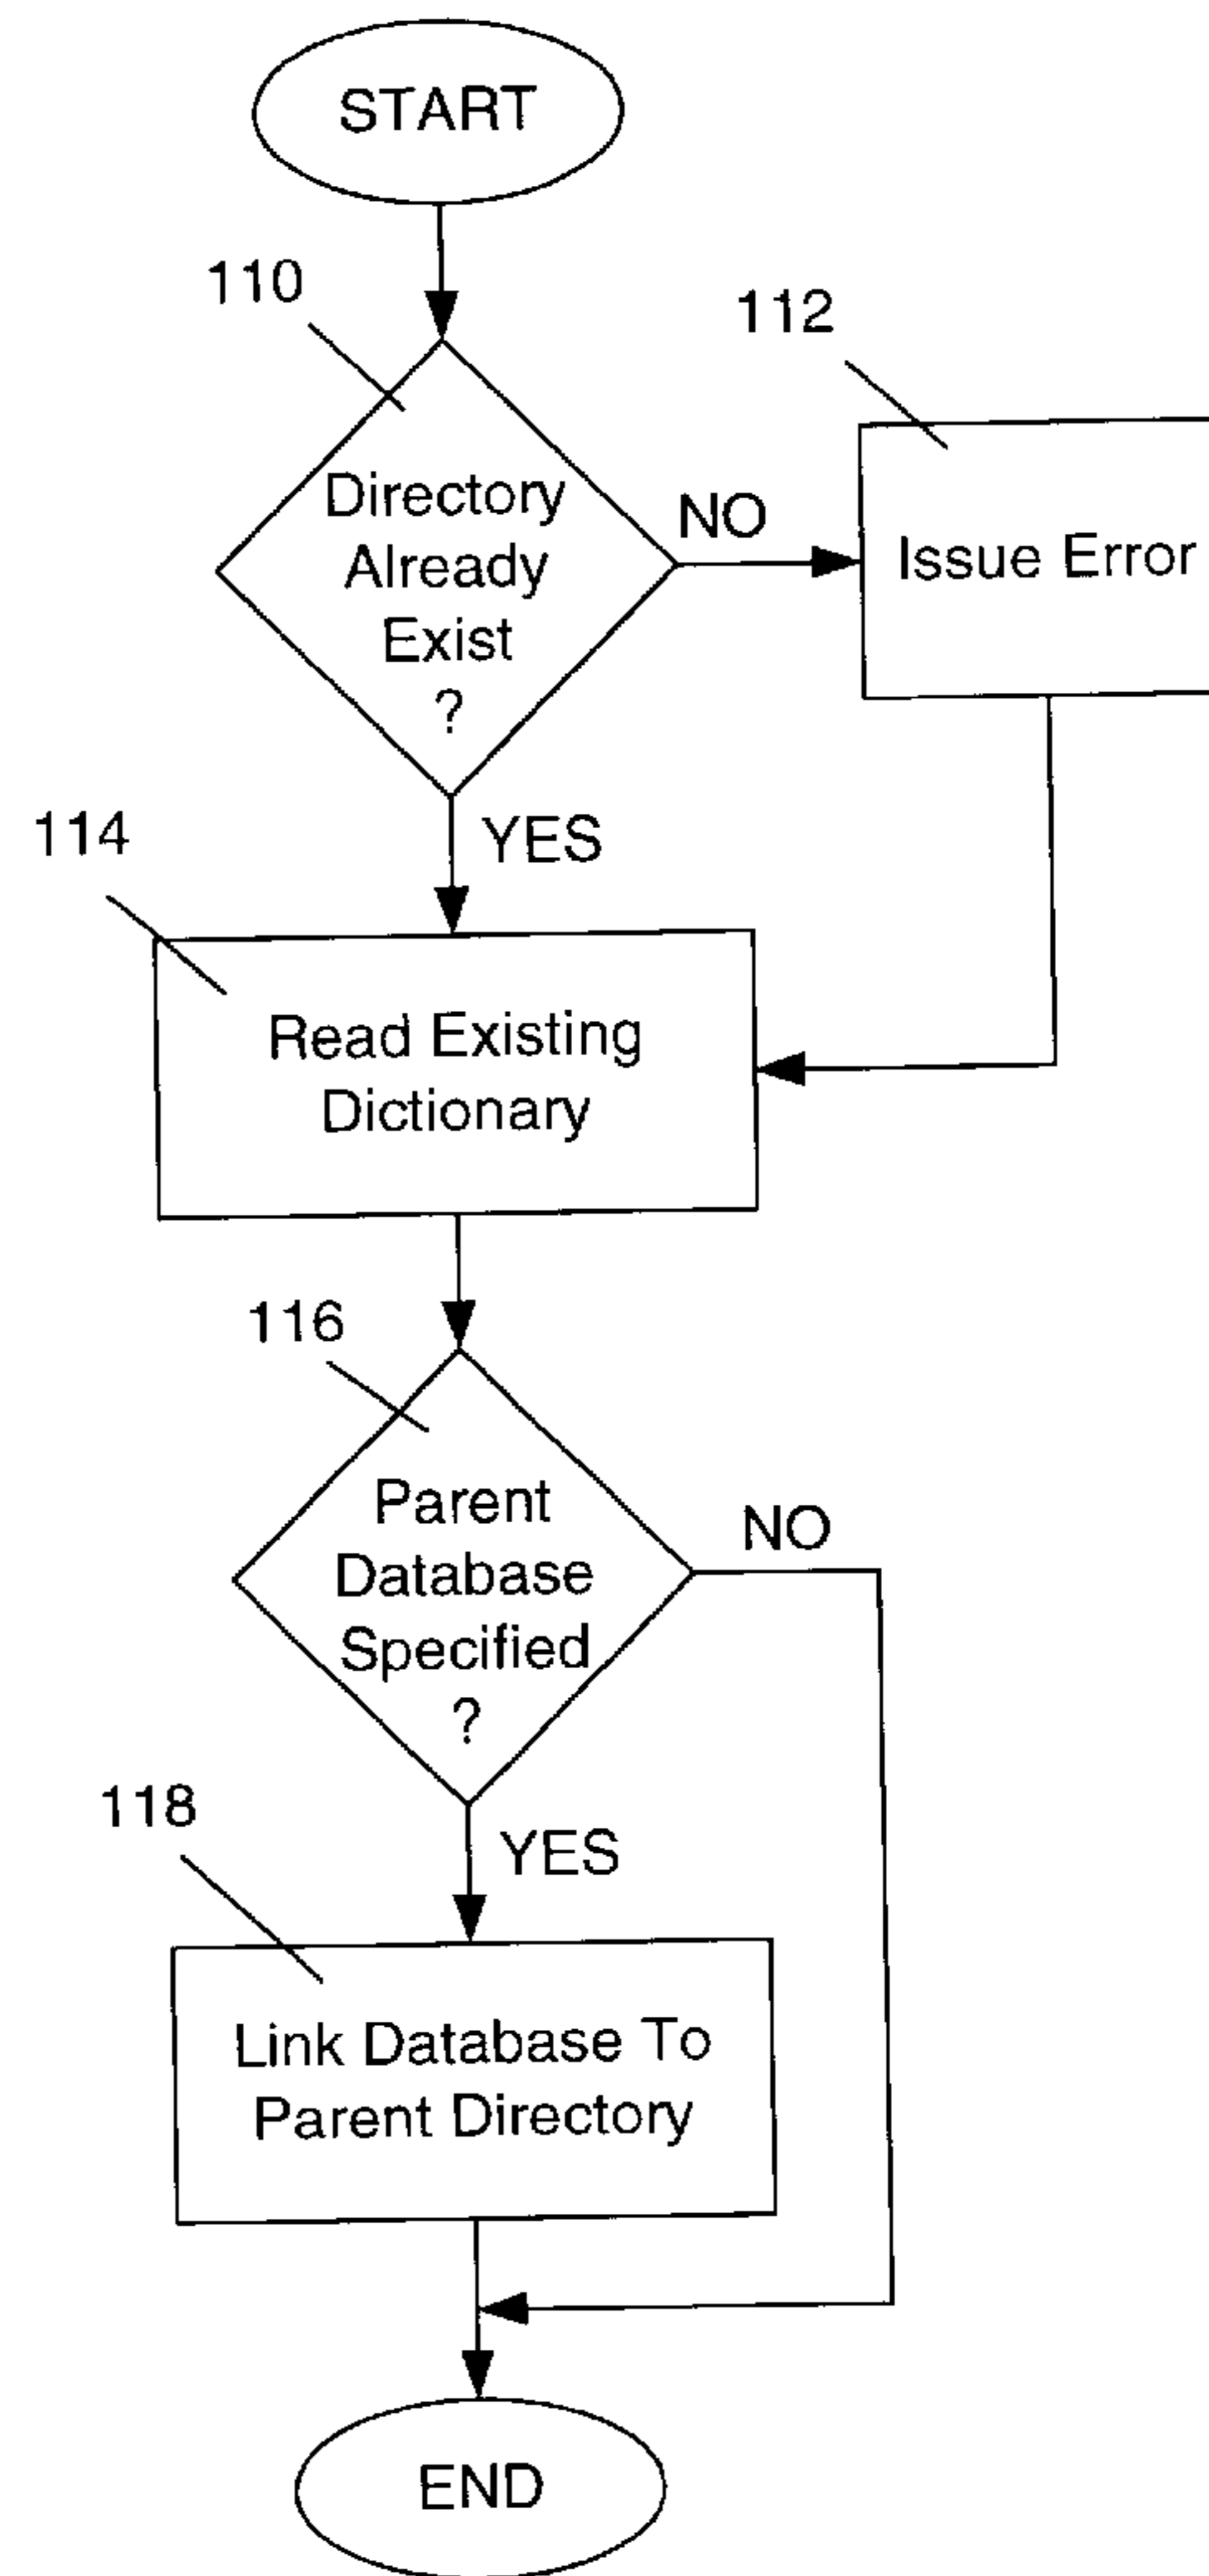 START
110
112
Directory
Already
Exist
?
NO
Issue Error
YES
114
Read Existing
Dictionary
116
Parent
Database
Specified
?
NO
118
YES
Link Database To
Parent Directory
END